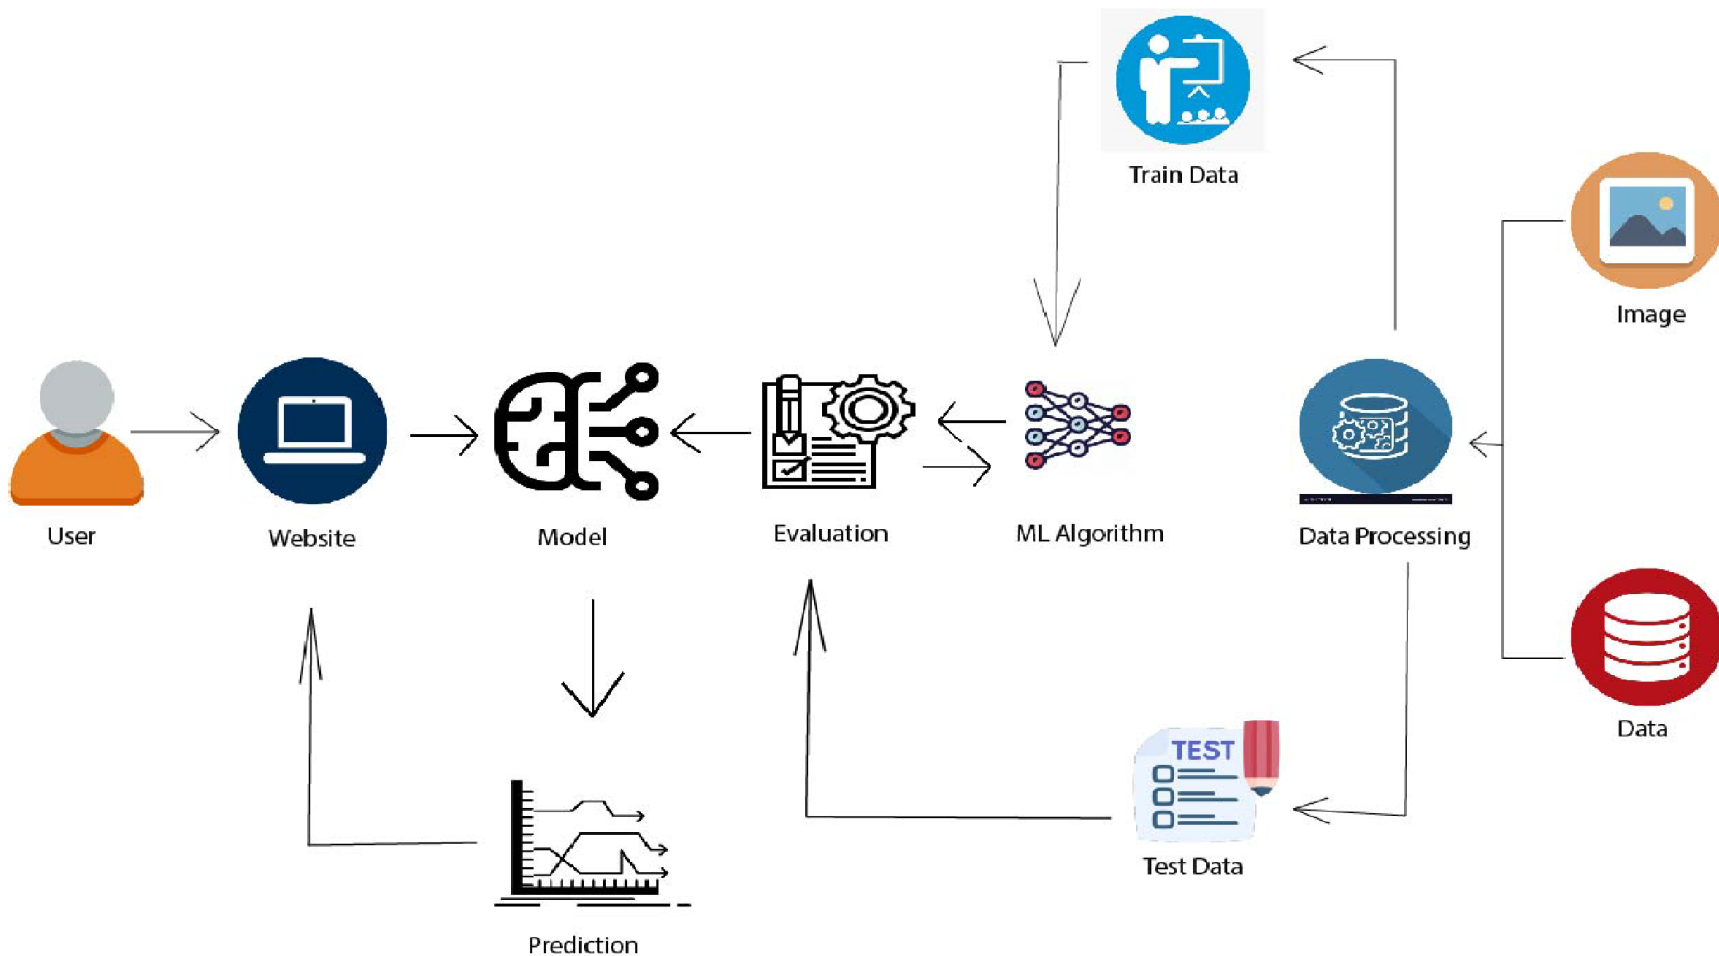 Train Data
Image
User
Website
Model
Evaluation
ML Algorithm
Data Processing
Data
TEST
Test Data
Prediction